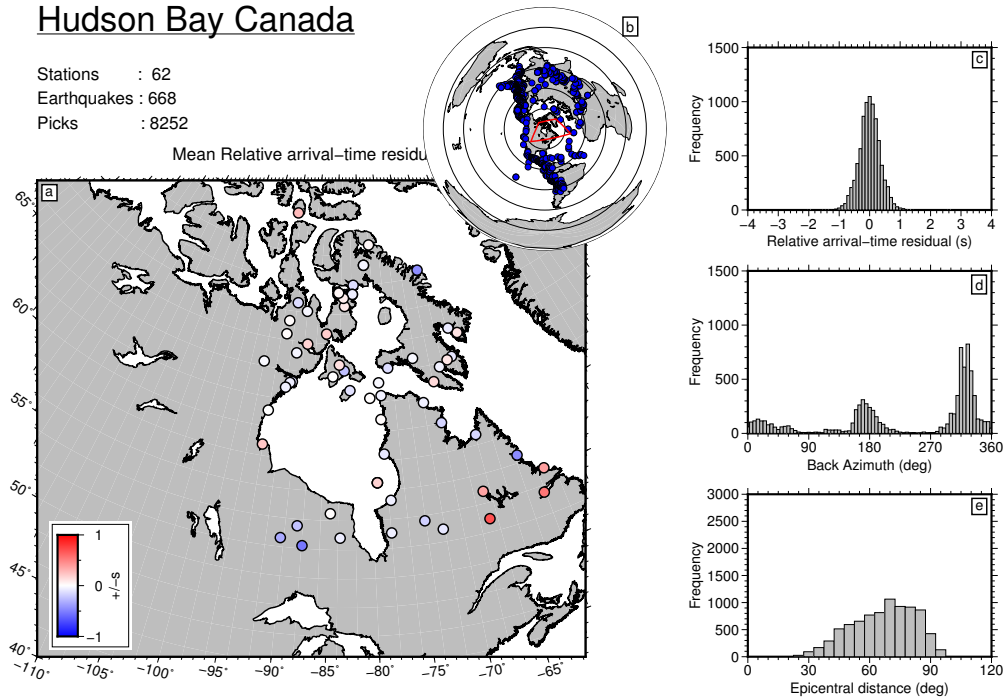 Hudson Bay Canada
Stations : 62
Earthquakes : 668
Picks : 8252
Mean Relative arrival−time residu
a
65˚
60˚
55˚
50˚
45˚
40˚
−110˚ −105˚ −100˚ −95˚ −90˚ −85˚ −80˚ −75˚ −70˚ −65˚
1
0
−1
+/−s
b
c
Frequency
1500
1000
500
0
−4 −3 −2 −1 0 1 2 3 4
Relative arrival−time residual (s)
d
Frequency
1500
1000
500
0
0 90 180 270 360
Back Azimuth (deg)
e
Frequency
3000
2500
2000
1500
1000
500
0
0 30 60 90 120
Epicentral distance (deg)